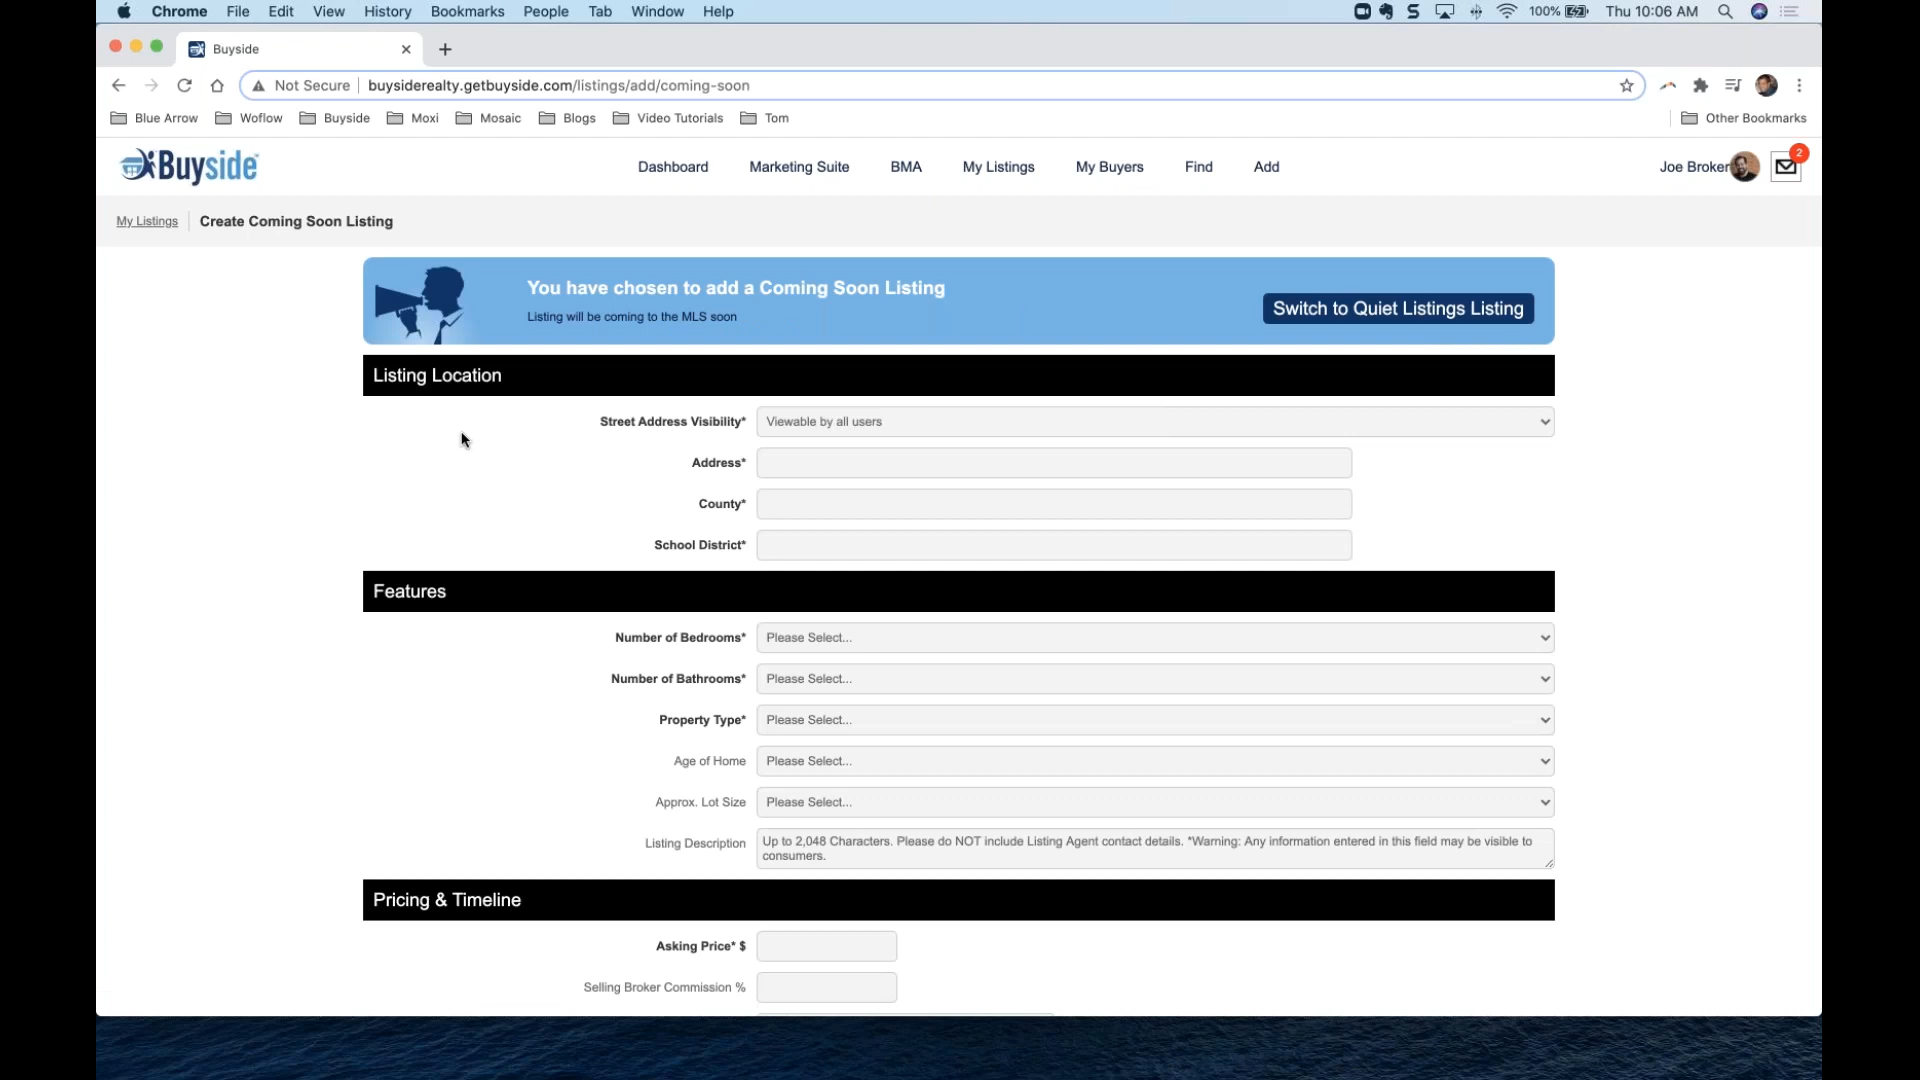 Chrome File Edit View History Bookmarks People Tab Window Help 100% Thu 10:06 AM
Buyside
Not Secure buysiderealty.getbuyside.com/listings/add/coming-soon
Blue Arrow Woflow Buyside Moxi Mosaic Blogs Video Tutorials Tom Other Bookmarks
Buyside Dashboard Marketing Suite BMA My Listings My Buyers Find Add Joe Broker 2
My Listings Create Coming Soon Listing
You have chosen to add a Coming Soon Listing
Listing will be coming to the MLS soon
Switch to Quiet Listings Listing
Listing Location
Street Address Visibility* Viewable by all users
Address*
County*
School District*
Features
Number of Bedrooms* Please Select...
Number of Bathrooms* Please Select...
Property Type* Please Select...
Age of Home Please Select...
Approx. Lot Size Please Select...
Listing Description Up to 2,048 Characters. Please do NOT include Listing Agent contact details. *Warning: Any information entered in this field may be visible to
consumers.
Pricing & Timeline
Asking Price* $
Selling Broker Commission %